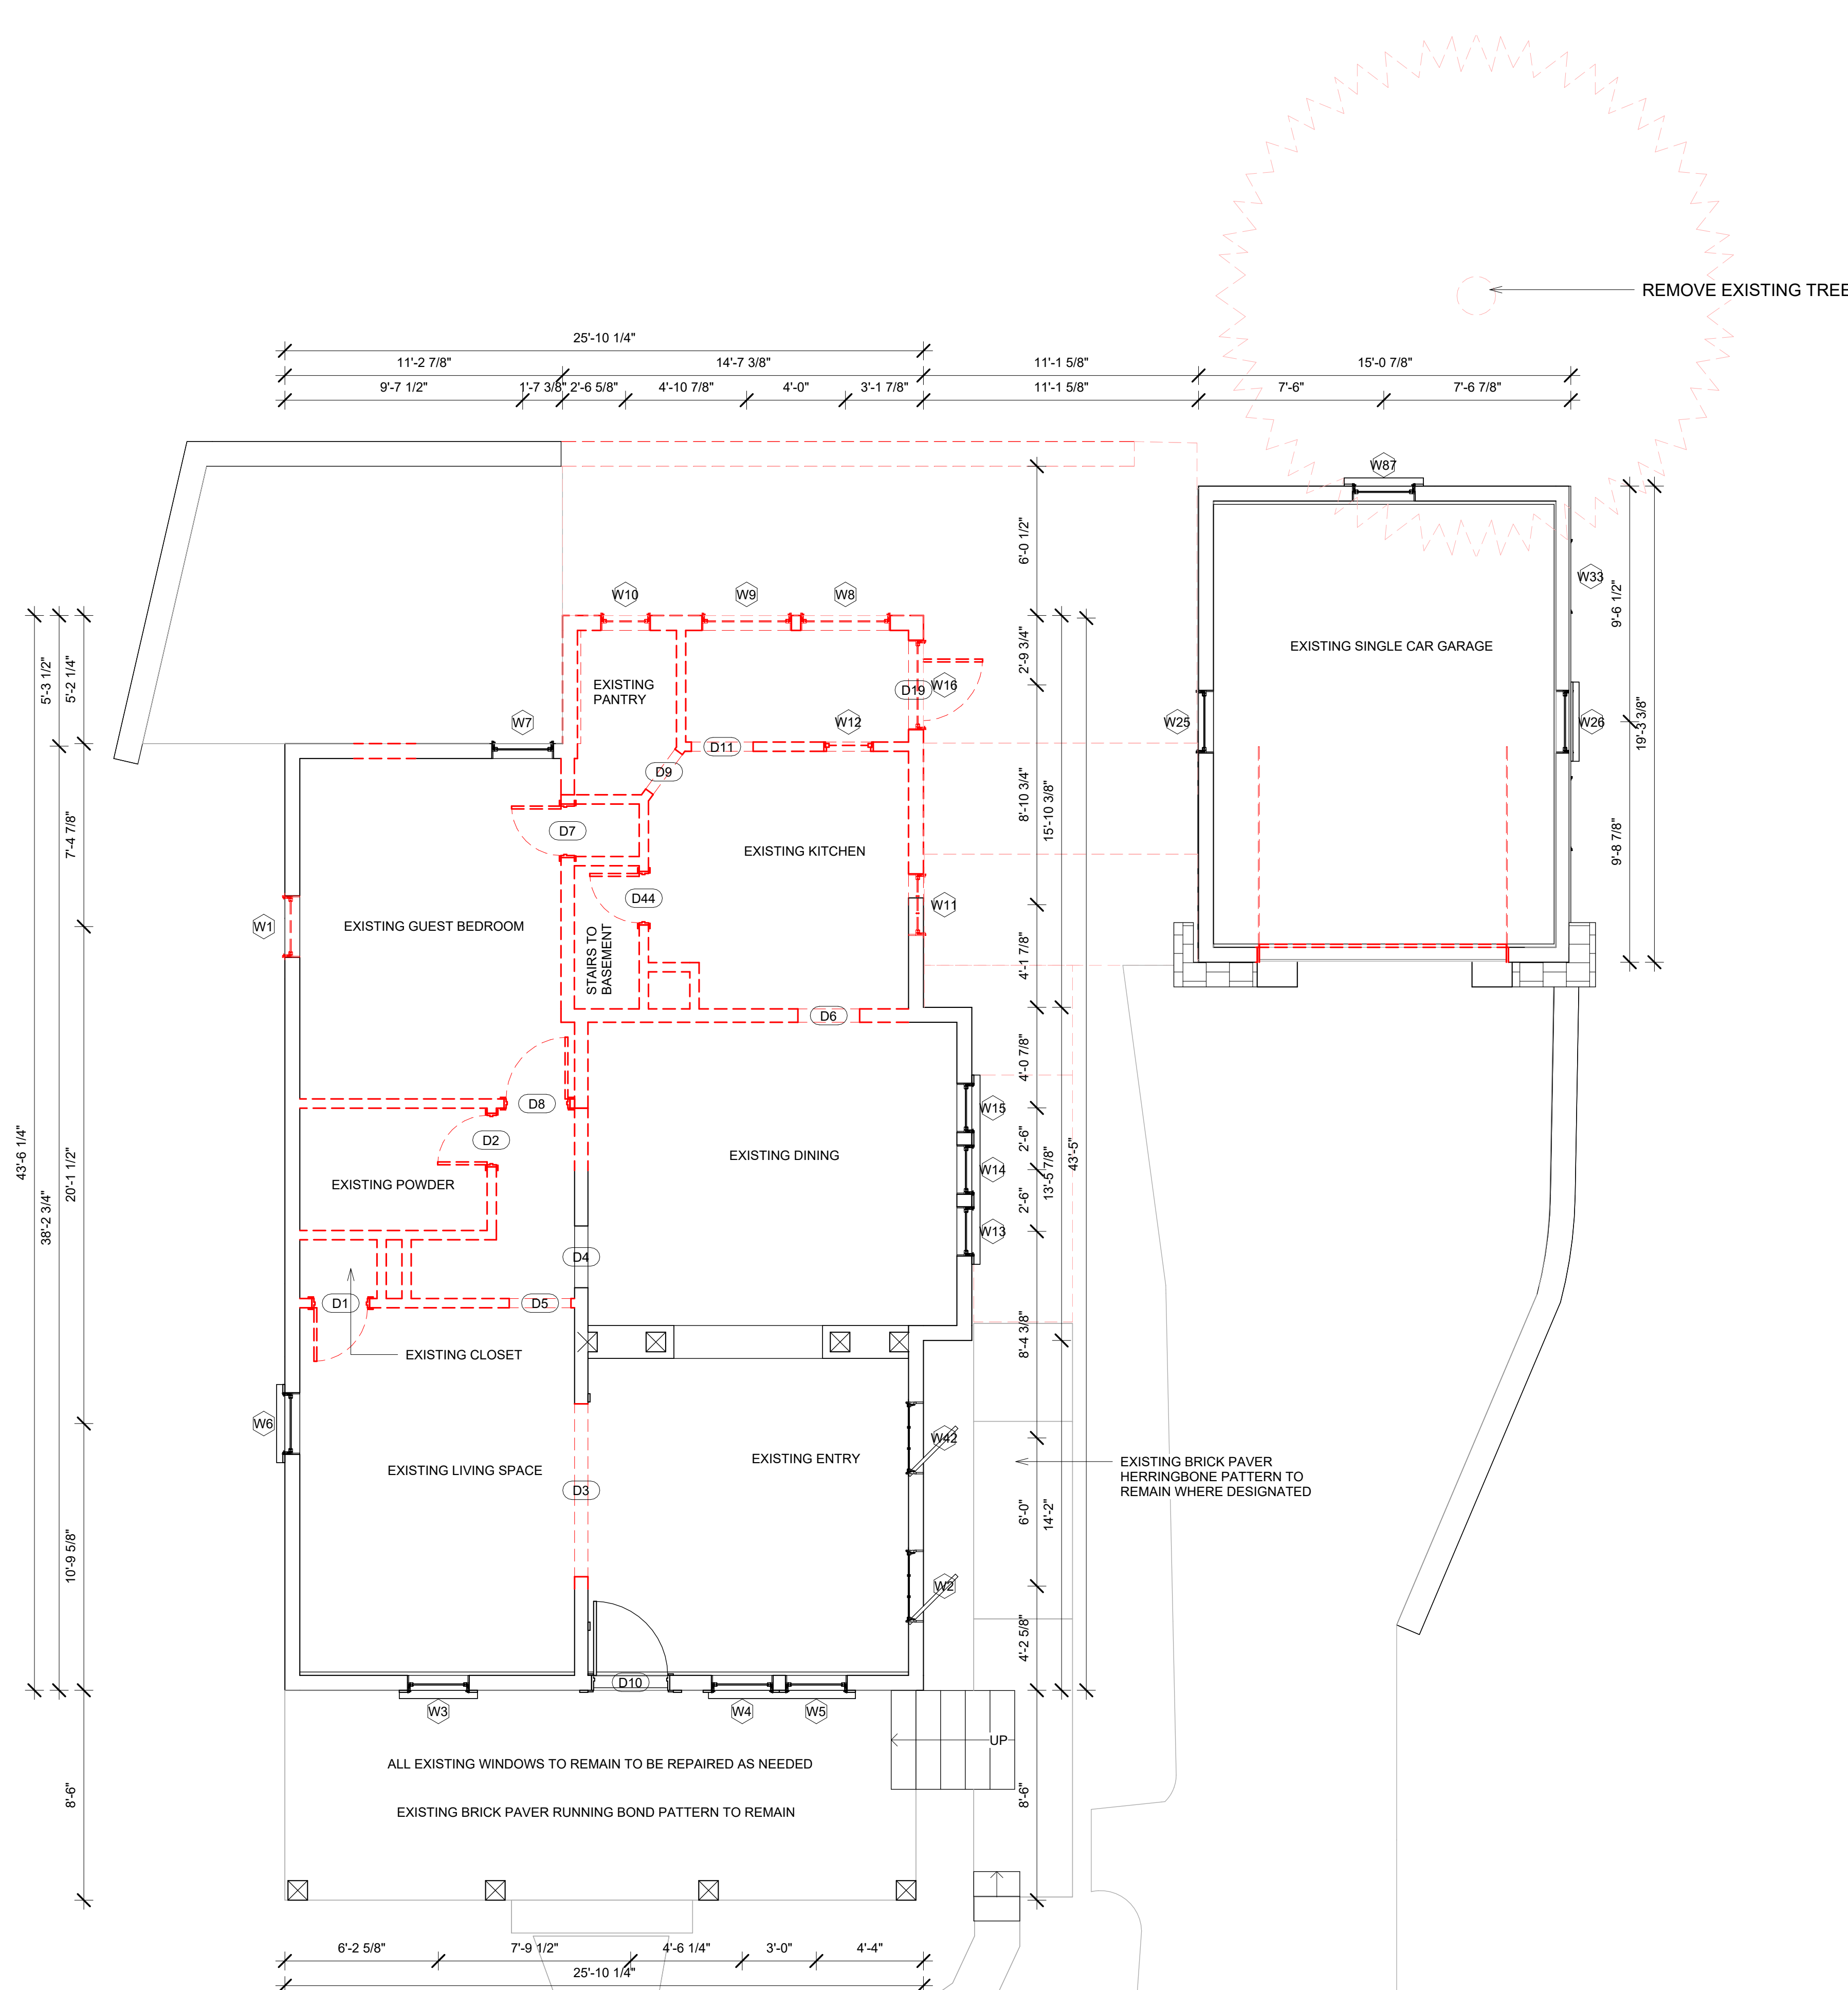 REMOVE EXISTING TREE
25'-10 1/4"
11'-2 7/8"
14'-7 3/8"
11'-1 5/8"
15'-0 7/8"
9'-7 1/2"
1'-7 3/8"
2'-6 5/8"
4'-10 7/8"
4'-0"
3'-1 7/8"
11'-1 5/8"
7'-6"
7'-6 7/8"
W87
6'-0 1/2"
W33
9'-6 1/2"
W10
W9
W8
EXISTING SINGLE CAR GARAGE
5'-3 1/2"
5'-2 1/4"
2'-9 3/4"
EXISTING
PANTRY
D19
W16
W7
W12
W25
W26
19'-3 3/8"
D11
D9
8'-10 3/4"
15'-10 3/8"
7'-4 7/8"
D7
EXISTING KITCHEN
9'-8 7/8"
D44
W11
W1
EXISTING GUEST BEDROOM
STAIRS TO
BASEMENT
4'-1 7/8"
D6
4'-0 7/8"
D8
W15
D2
2'-6"
43'-6 1/4"
38'-2 3/4"
20'-1 1/2"
EXISTING DINING
W14
13'-5 7/8"
43'-5"
EXISTING POWDER
2'-6"
W13
D4
D1
D5
8'-4 3/8"
EXISTING CLOSET
W6
W42
EXISTING LIVING SPACE
EXISTING ENTRY
EXISTING BRICK PAVER
HERRINGBONE PATTERN TO
REMAIN WHERE DESIGNATED
D3
6'-0"
14'-2"
10'-9 5/8"
W2
4'-2 5/8"
D10
W3
W4
W5
UP
ALL EXISTING WINDOWS TO REMAIN TO BE REPAIRED AS NEEDED
8'-6"
8'-6"
EXISTING BRICK PAVER RUNNING BOND PATTERN TO REMAIN
6'-2 5/8"
7'-9 1/2"
4'-6 1/4"
3'-0"
4'-4"
25'-10 1/4"